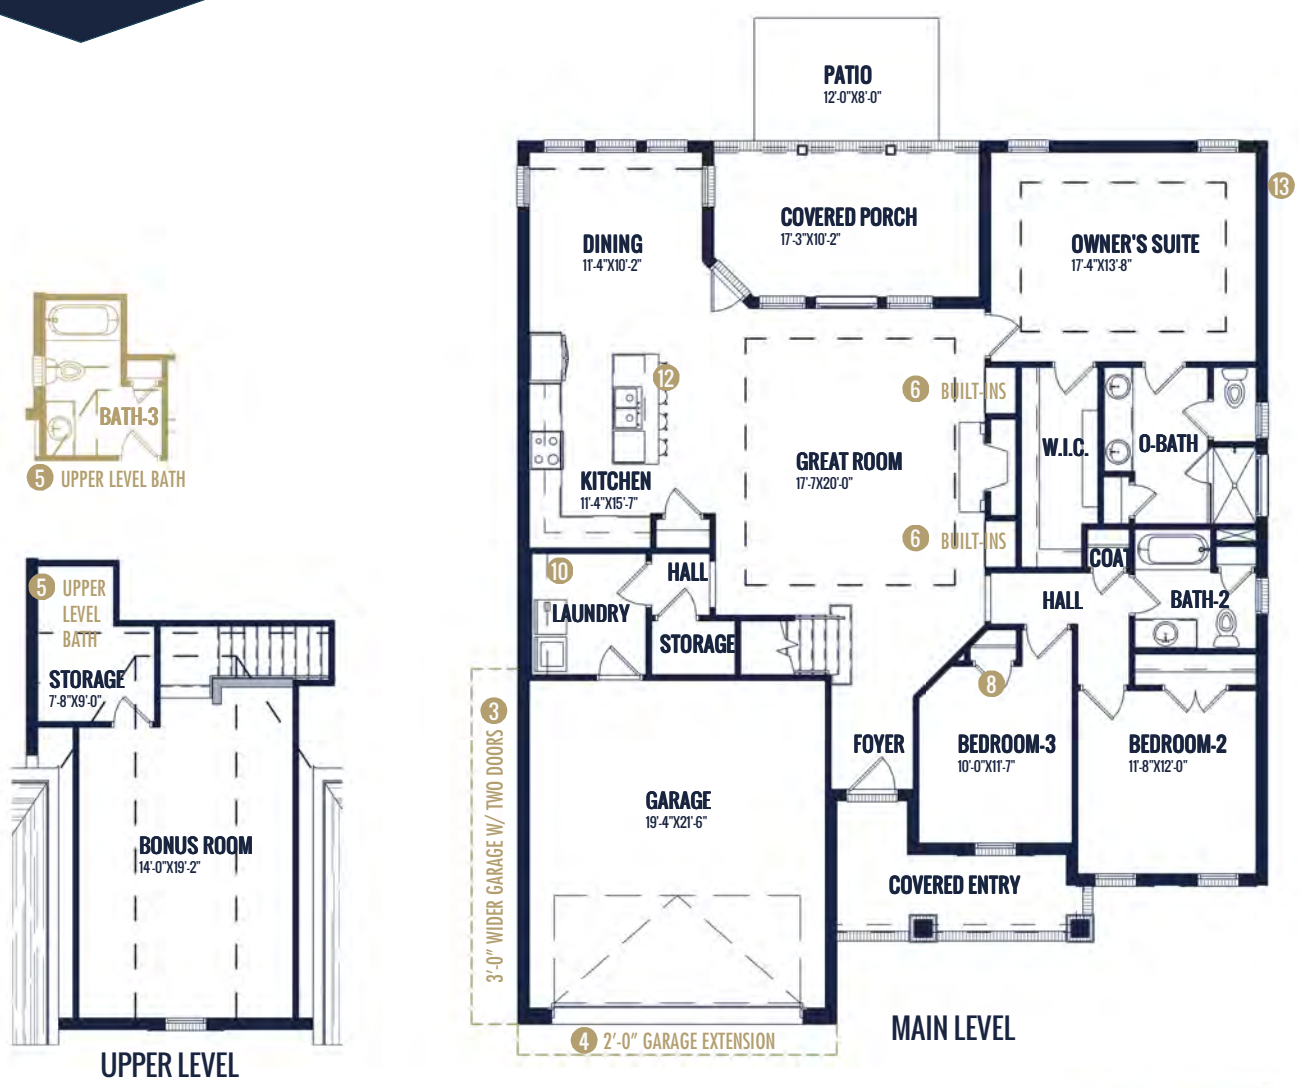 PATIO
12'-0"X8'-0"
COVERED PORCH
17'-3"X10'-2"
DINING
11'-4"X10'-2"
OWNER'S SUITE
17'-4"X13'-8"
13
12
6 BUILT-INS
BATH-3
5 UPPER LEVEL BATH
KITCHEN
11'-4"X15'-7"
GREAT ROOM
17'-7X20'-0"
W.I.C.
O-BATH
6 BUILT-INS
COAT
10
HALL
LAUNDRY
STORAGE
HALL
BATH-2
5 UPPER
LEVEL
BATH
STORAGE
7'-8"X9'-0"
8
3 3'-0" WIDER GARAGE W/ TWO DOORS
FOYER
BEDROOM-3
10'-0"X11'-7"
BEDROOM-2
11'-8"X12'-0"
GARAGE
19'-4"X21'-6"
BONUS ROOM
14'-0"X19'-2"
COVERED ENTRY
4 2'-0" GARAGE EXTENSION
MAIN LEVEL
UPPER LEVEL